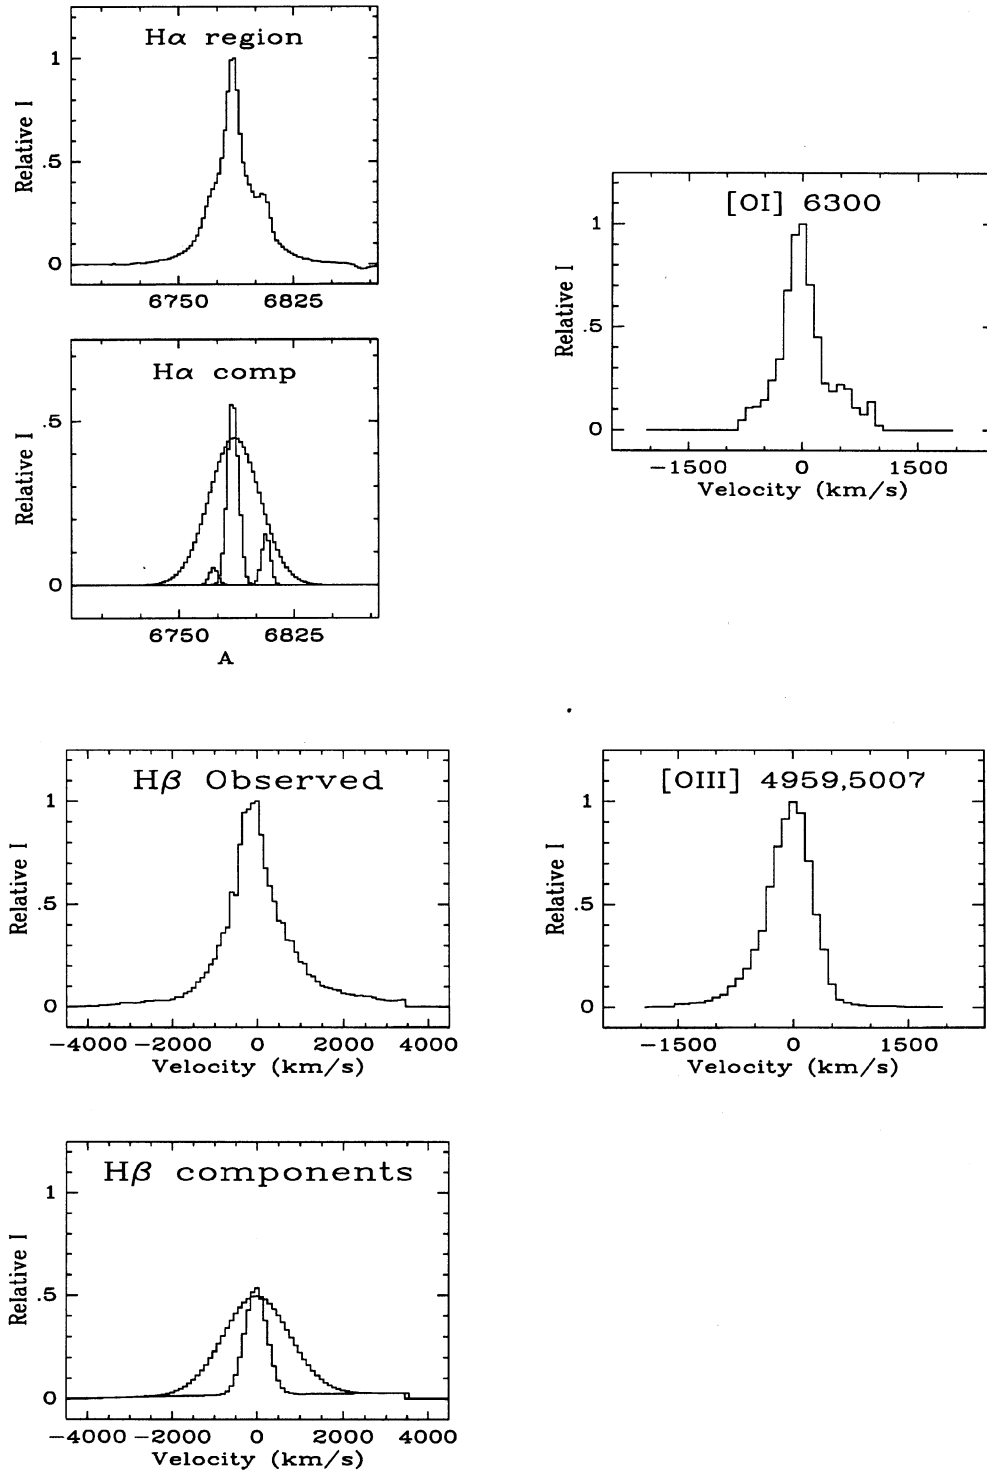 Hα region
Relative I
1
.5
0
6750 6825
Hα comp
Relative I
.5
0
6750 6825
A
[OI] 6300
Relative I
1
.5
0
−1500 0 1500
Velocity (km/s)
Hβ Observed
Relative I
1
.5
0
−4000 −2000 0 2000 4000
Velocity (km/s)
[OIII] 4959,5007
Relative I
1
.5
0
−1500 0 1500
Velocity (km/s)
Hβ components
Relative I
1
.5
0
−4000 −2000 0 2000 4000
Velocity (km/s)